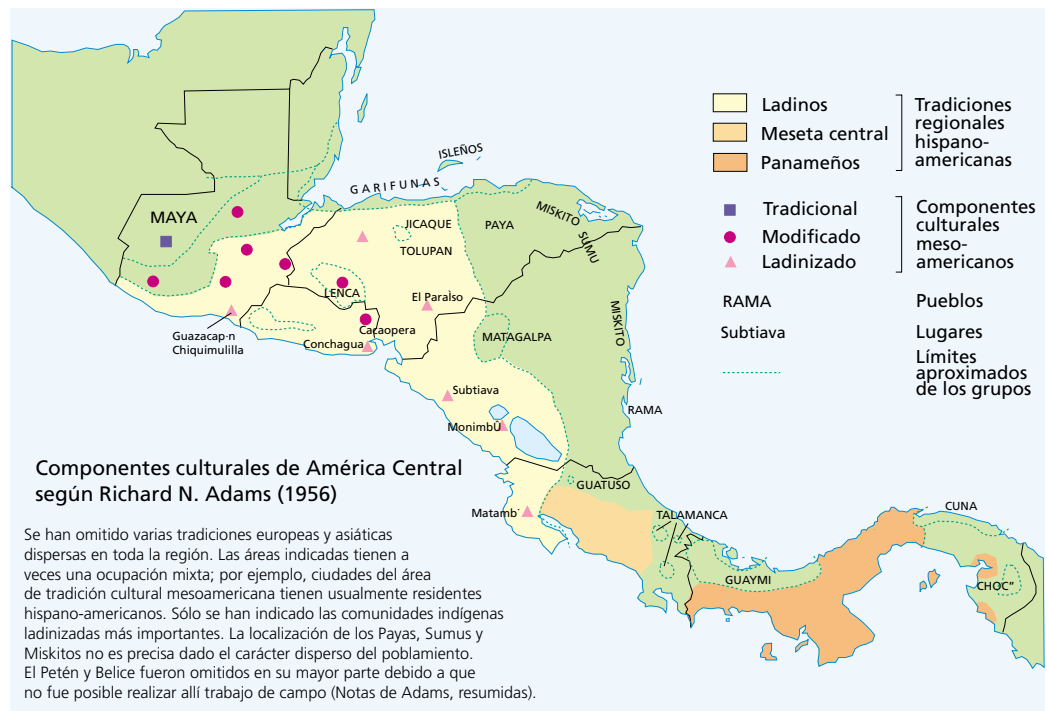 ISLEÑOS
GARIFUNAS
MAYA
JICAQUE
TOLUPAN
PAYA
MISKITO
SUMU
LENCA
El Paraìso
MISKITO
Guazacap·n
Chiquimulilla
Cacaopera
Conchagua
MATAGALPA
Subtiava
MonimbÛ
RAMA
GUATUSO
Matamb˙
TALAMANCA
GUAYMI
CUNA
CHOC”
Ladinos
Meseta central
Panameños
Tradiciones
regionales
hispano-
americanas
Tradicional
Modificado
Ladinizado
Componentes
culturales
meso-
americanos
RAMA
Pueblos
Subtiava
Lugares
Límites
aproximados
de los grupos
Componentes culturales de América Central
según Richard N. Adams (1956)
Se han omitido varias tradiciones europeas y asiáticas
dispersas en toda la región. Las áreas indicadas tienen a
veces una ocupación mixta; por ejemplo, ciudades del área
de tradición cultural mesoamericana tienen usualmente residentes
hispano-americanos. Sólo se han indicado las comunidades indígenas
ladinizadas más importantes. La localización de los Payas, Sumus y
Miskitos no es precisa dado el carácter disperso del poblamiento.
El Petén y Belice fueron omitidos en su mayor parte debido a que
no fue posible realizar allí trabajo de campo (Notas de Adams, resumidas).